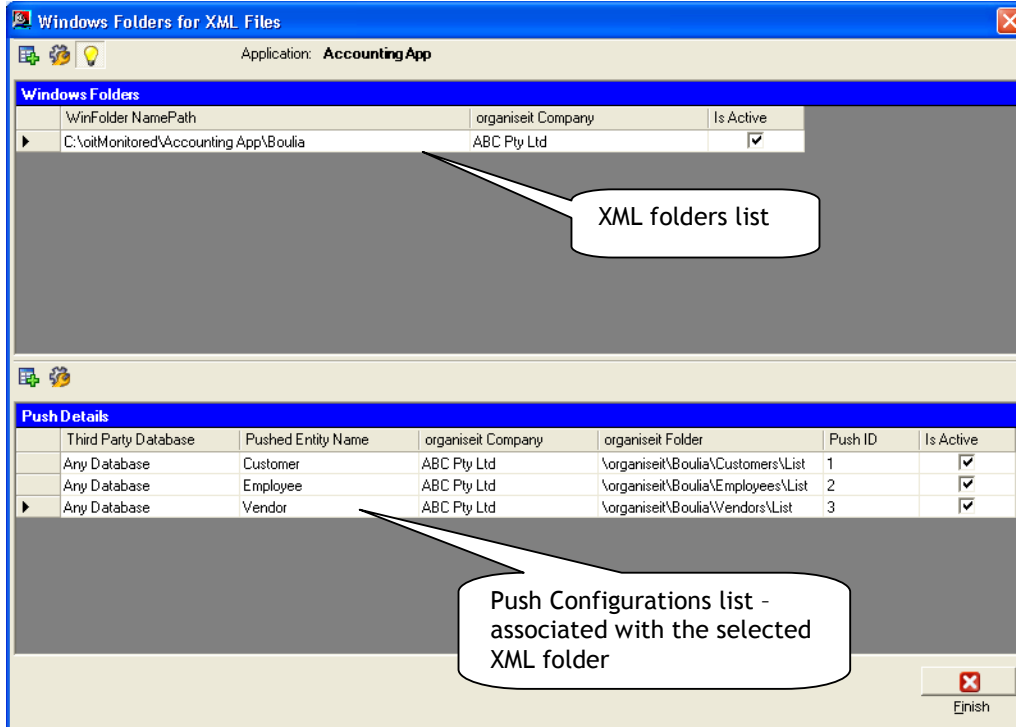 Windows Folders for XML Files
Application: Accounting App
Windows Folders
WinFolder NamePath organiseit Company Is Active
C:\oitMonitored\Accounting App\Boulia ABC Pty Ltd
XML folders list
Push Details
Third Party Database Pushed Entity Name organiseit Company organiseit Folder Push ID Is Active
Any Database Customer ABC Pty Ltd \organiseit\Boulia\Customers\List 1
Any Database Employee ABC Pty Ltd \organiseit\Boulia\Employees\List 2
Any Database Vendor ABC Pty Ltd \organiseit\Boulia\Vendors\List 3
Push Configurations list –
associated with the selected
XML folder
Finish